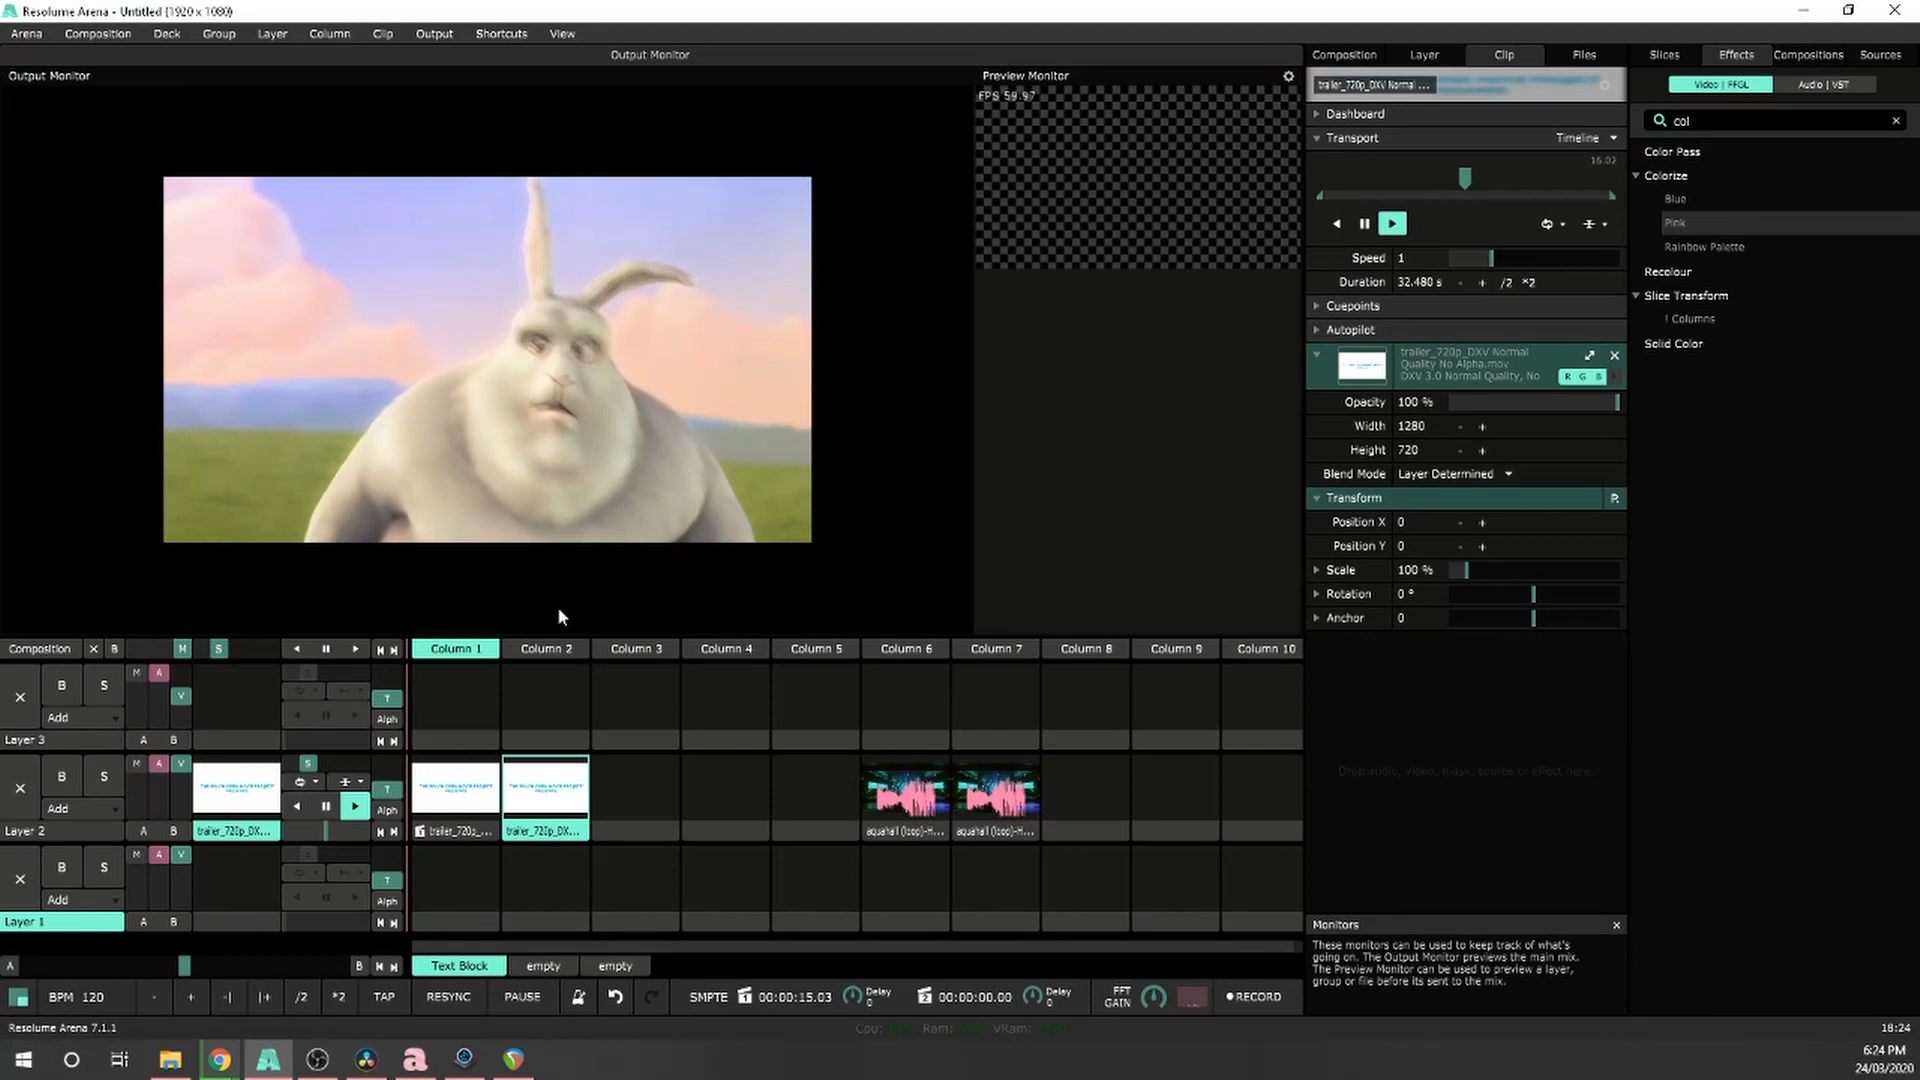 Resolume Arena - Untitled (1920 x 1080)
Arena Composition Deck Group Layer Column Clip Output Shortcuts View
Output Monitor
Output Monitor
Preview Monitor
FPS 59.97
Composition Layer Clip Files
trailer_720p_DXV Normal ...
Dashboard
Transport Timeline
16.02
Speed 1
Duration 32.480 s - + /2 *2
Cuepoints
Autopilot
trailer_720p_DXV Normal
Quality No Alpha.mov
DXV 3.0 Normal Quality, No
R G B
Opacity 100 %
Width 1280 - +
Height 720 - +
Blend Mode Layer Determined
Transform P.
Position X 0 - +
Position Y 0 - +
Scale 100 %
Rotation 0 °
Anchor 0
Drop audio, video, mask, source or effect here.
Monitors
These monitors can be used to keep track of what's
going on. The Output Monitor previews the main mix.
The Preview Monitor can be used to preview a layer,
group or file before its sent to the mix.
Slices Effects Compositions Sources
Video | FFGL Audio | VST
col
Color Pass
Colorize
Blue
Pink
Rainbow Palette
Recolour
Slice Transform
! Columns
Solid Color
Composition X B M S
Column 1 Column 2 Column 3 Column 4 Column 5 Column 6 Column 7 Column 8 Column 9 Column 10
B S M A V T
Add Alph
Layer 3 A B
B S M A V S T
Add Alph
Layer 2 A B trailer_720p_DX... trailer_720p_... trailer_720p_DX... aquahall (loop)-H... aquahall (loop)-H...
B S M A V S T
Add Alph
Layer 1 A B
A B Text Block empty empty
BPM 120 - + -| |+ /2 *2 TAP RESYNC PAUSE SMPTE 1 00:00:15.03 Delay 0 2 00:00:00.00 Delay 0 FFT GAIN RECORD
Resolume Arena 7.1.1
Cpu: Ram: VRam:
18:24
6:24 PM
24/03/2020